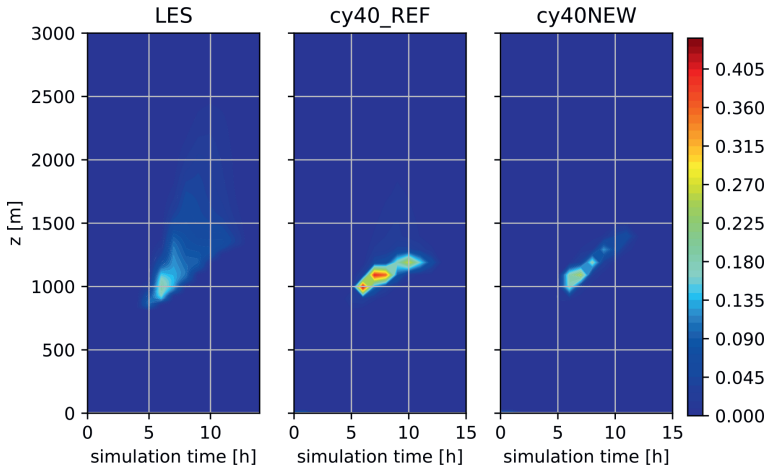 LES
cy40_REF
cy40NEW
3000
2500
2000
1500
1000
500
0
z [m]
0 5 10
simulation time [h]
0 5 10 15
simulation time [h]
0 5 10 15
simulation time [h]
0.405
0.360
0.315
0.270
0.225
0.180
0.135
0.090
0.045
0.000